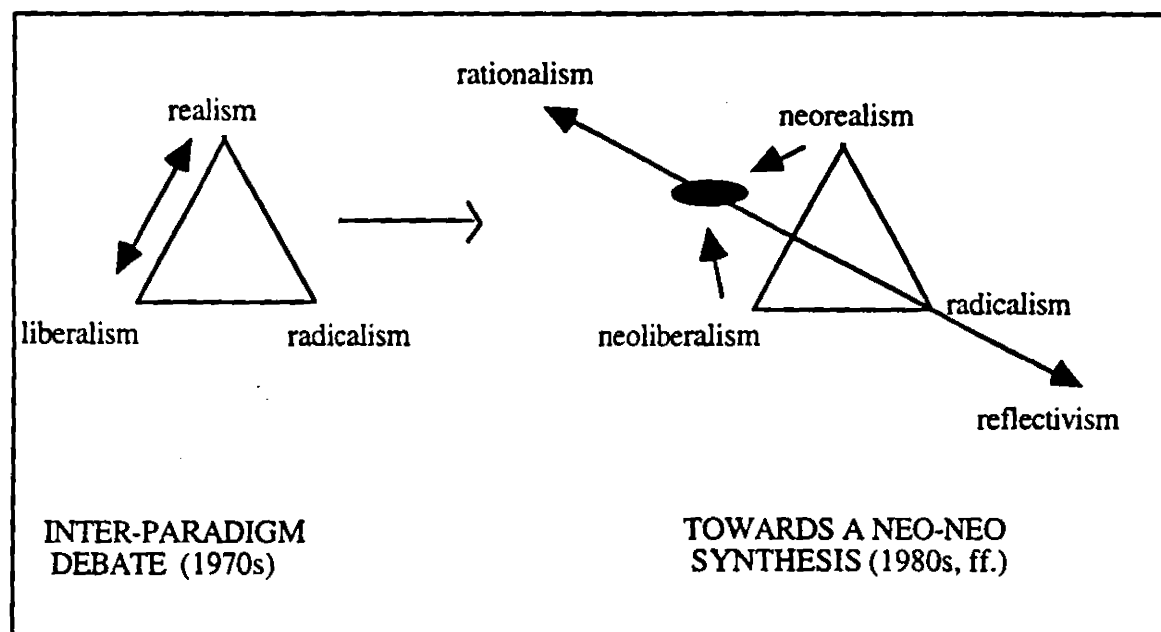 realism
liberalism
radicalism
rationalism
neorealism
neoliberalism
radicalism
reflectivism
INTER-PARADIGM
DEBATE (1970s)
TOWARDS A NEO-NEO
SYNTHESIS (1980s, ff.)